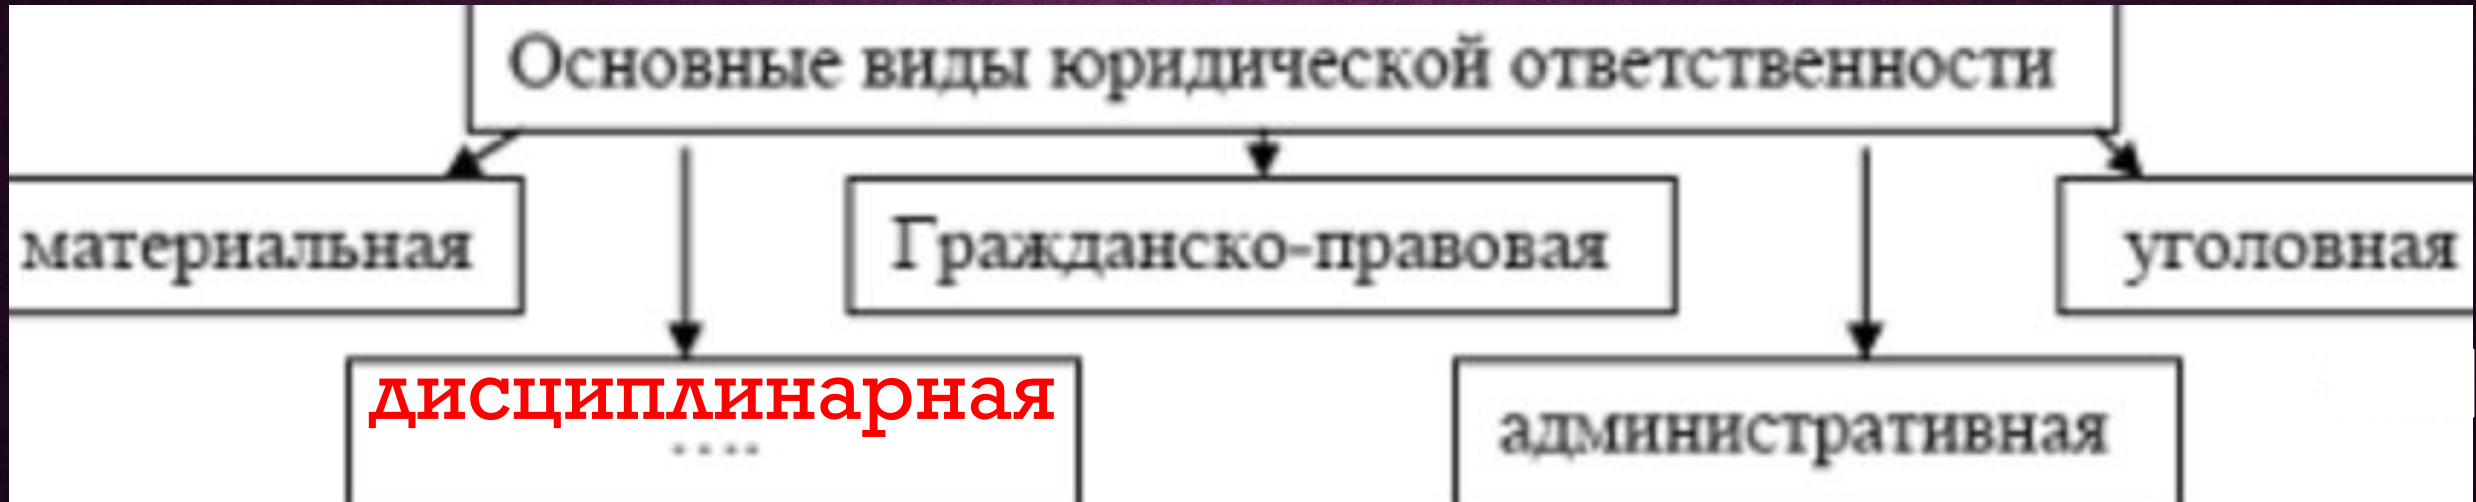 Основные виды юридической ответственности
материальная
Гражданско-правовая
уголовная
дисциплинарная
....
административная